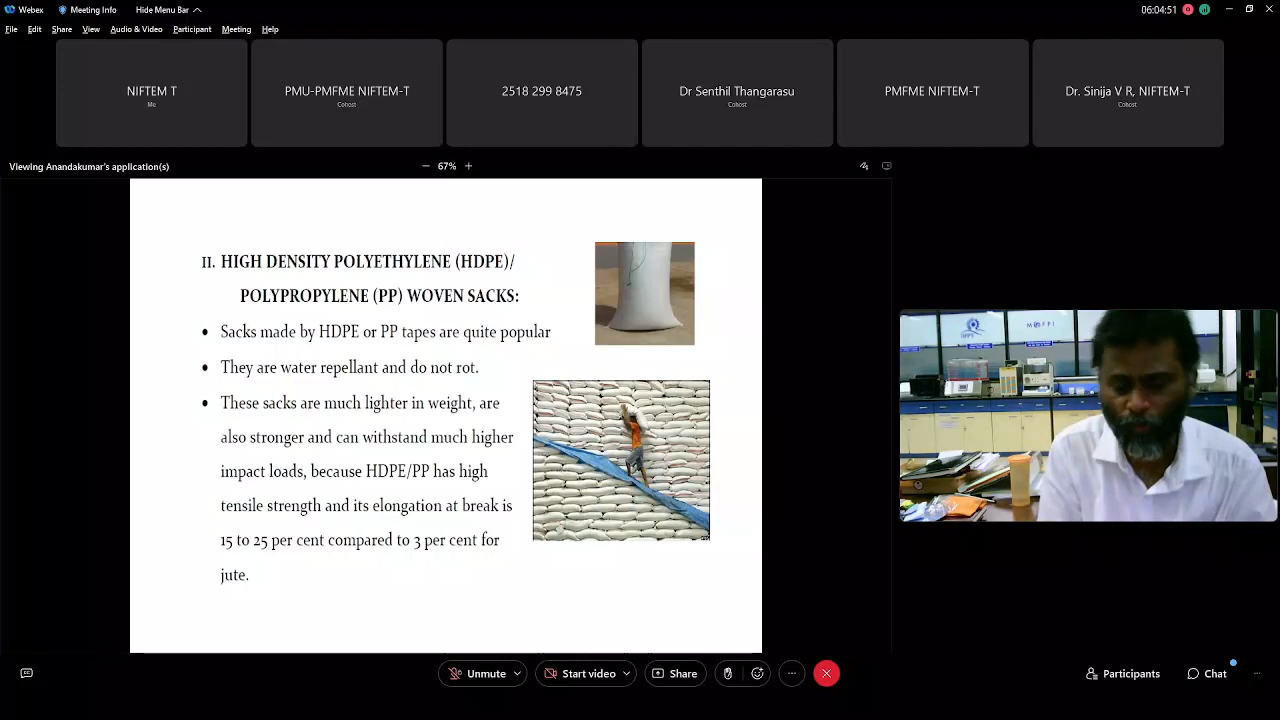 Webex
Meeting Info
Hide Menu Bar
06:04:51
File Edit Share View Audio & Video Participant Meeting Help
NIFTEM T
Me
PMU-PMFME NIFTEM-T
Cohost
2518 299 8475
Dr Senthil Thangarasu
Cohost
PMFME NIFTEM-T
Dr. Sinija V R, NIFTEM-T
Cohost
Viewing Anandakumar's application(s)
67%
II. HIGH DENSITY POLYETHYLENE (HDPE)/
POLYPROPYLENE (PP) WOVEN SACKS:
• Sacks made by HDPE or PP tapes are quite popular
• They are water repellant and do not rot.
• These sacks are much lighter in weight, are
also stronger and can withstand much higher
impact loads, because HDPE/PP has high
tensile strength and its elongation at break is
15 to 25 per cent compared to 3 per cent for
jute.
Unmute
Start video
Share
Participants
Chat